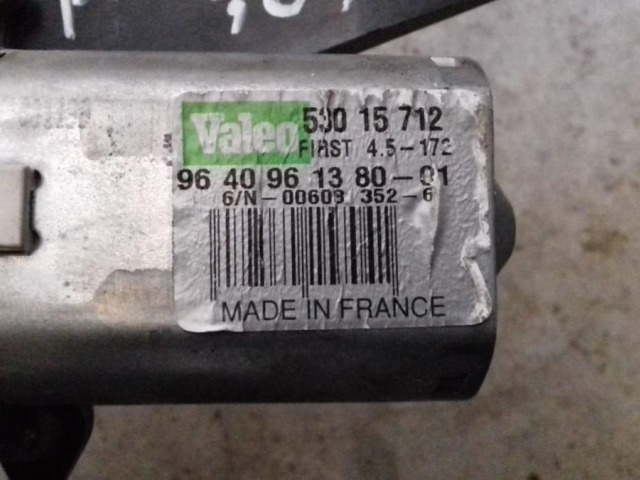 Valeo 530 15 712
FIRST 4.5-172
96 40 96 13 80-01
6/N-00603 352-6
MADE IN FRANCE